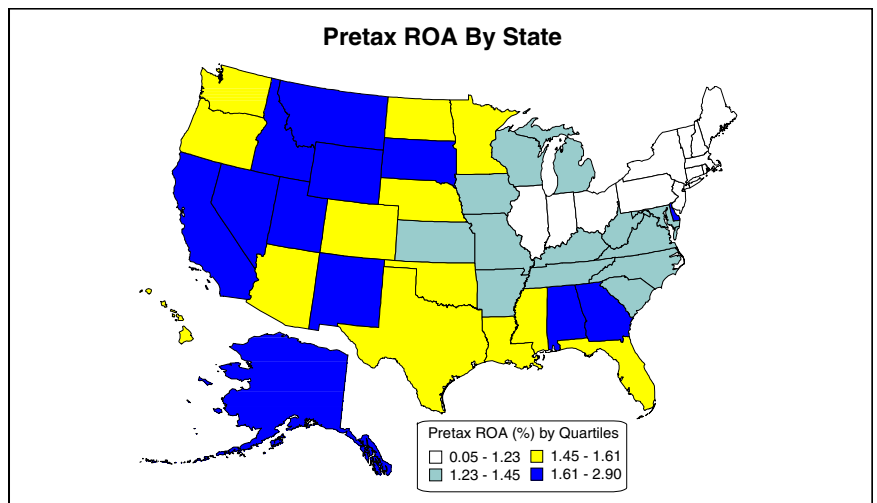 Pretax ROA By State
Pretax ROA (%) by Quartiles
0.05 - 1.23 1.45 - 1.61
1.23 - 1.45 1.61 - 2.90